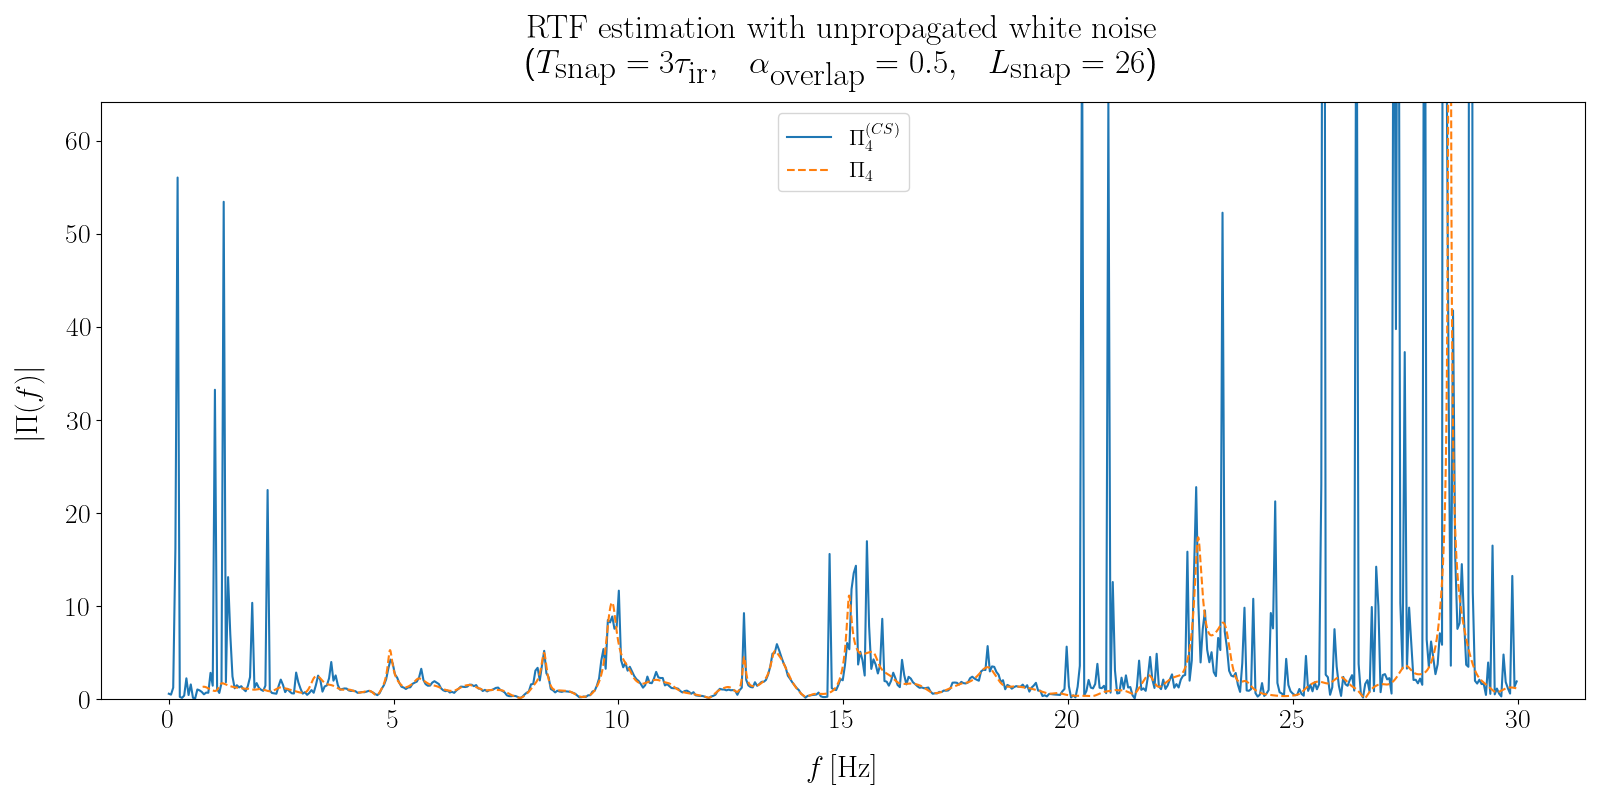 RTF estimation with unpropagated white noise
(T_snap = 3τ_ir,   α_overlap = 0.5,   L_snap = 26)
Π_4^(CS)
Π_4
|Π(f)|
60
50
40
30
20
10
0
0 5 10 15 20 25 30
f [Hz]